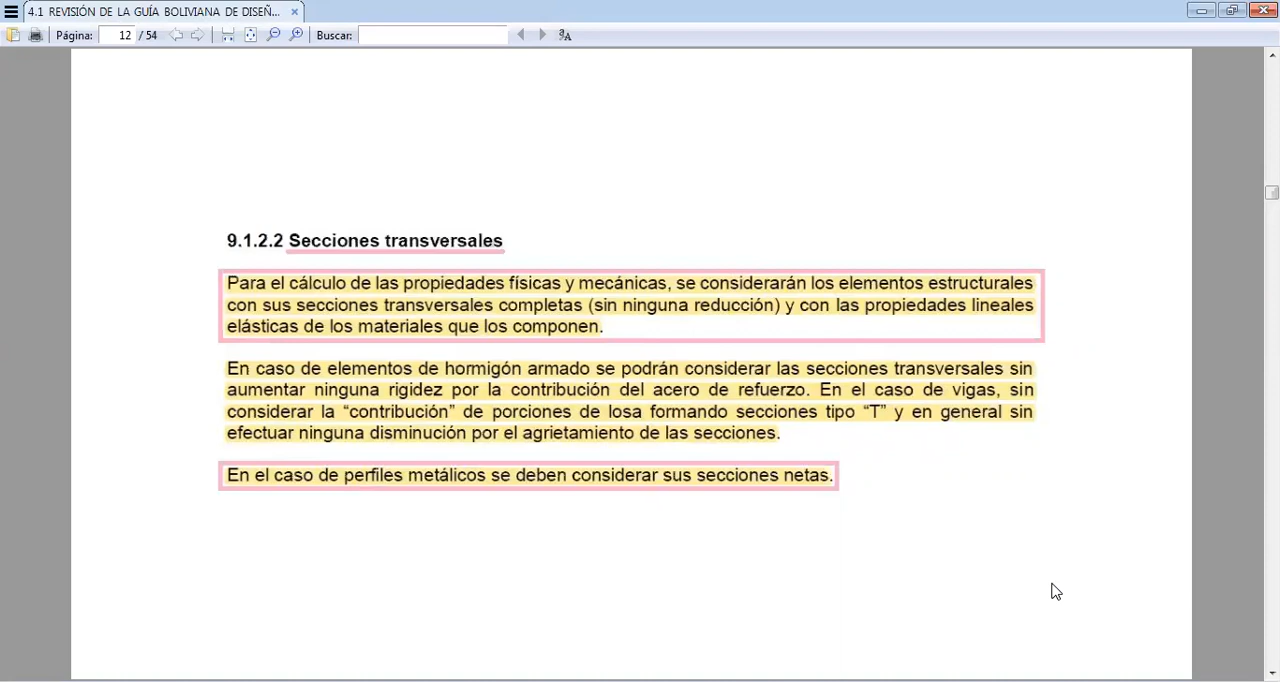 4.1 REVISIÓN DE LA GUÍA BOLIVIANA DE DISEÑ...
Página: 12 / 54 Buscar:
9.1.2.2 Secciones transversales
Para el cálculo de las propiedades físicas y mecánicas, se considerarán los elementos estructurales
con sus secciones transversales completas (sin ninguna reducción) y con las propiedades lineales
elásticas de los materiales que los componen.
En caso de elementos de hormigón armado se podrán considerar las secciones transversales sin
aumentar ninguna rigidez por la contribución del acero de refuerzo. En el caso de vigas, sin
considerar la “contribución” de porciones de losa formando secciones tipo “T” y en general sin
efectuar ninguna disminución por el agrietamiento de las secciones.
En el caso de perfiles metálicos se deben considerar sus secciones netas.